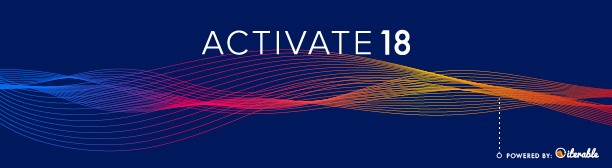 ACTIVATE 18
POWERED BY: iterable